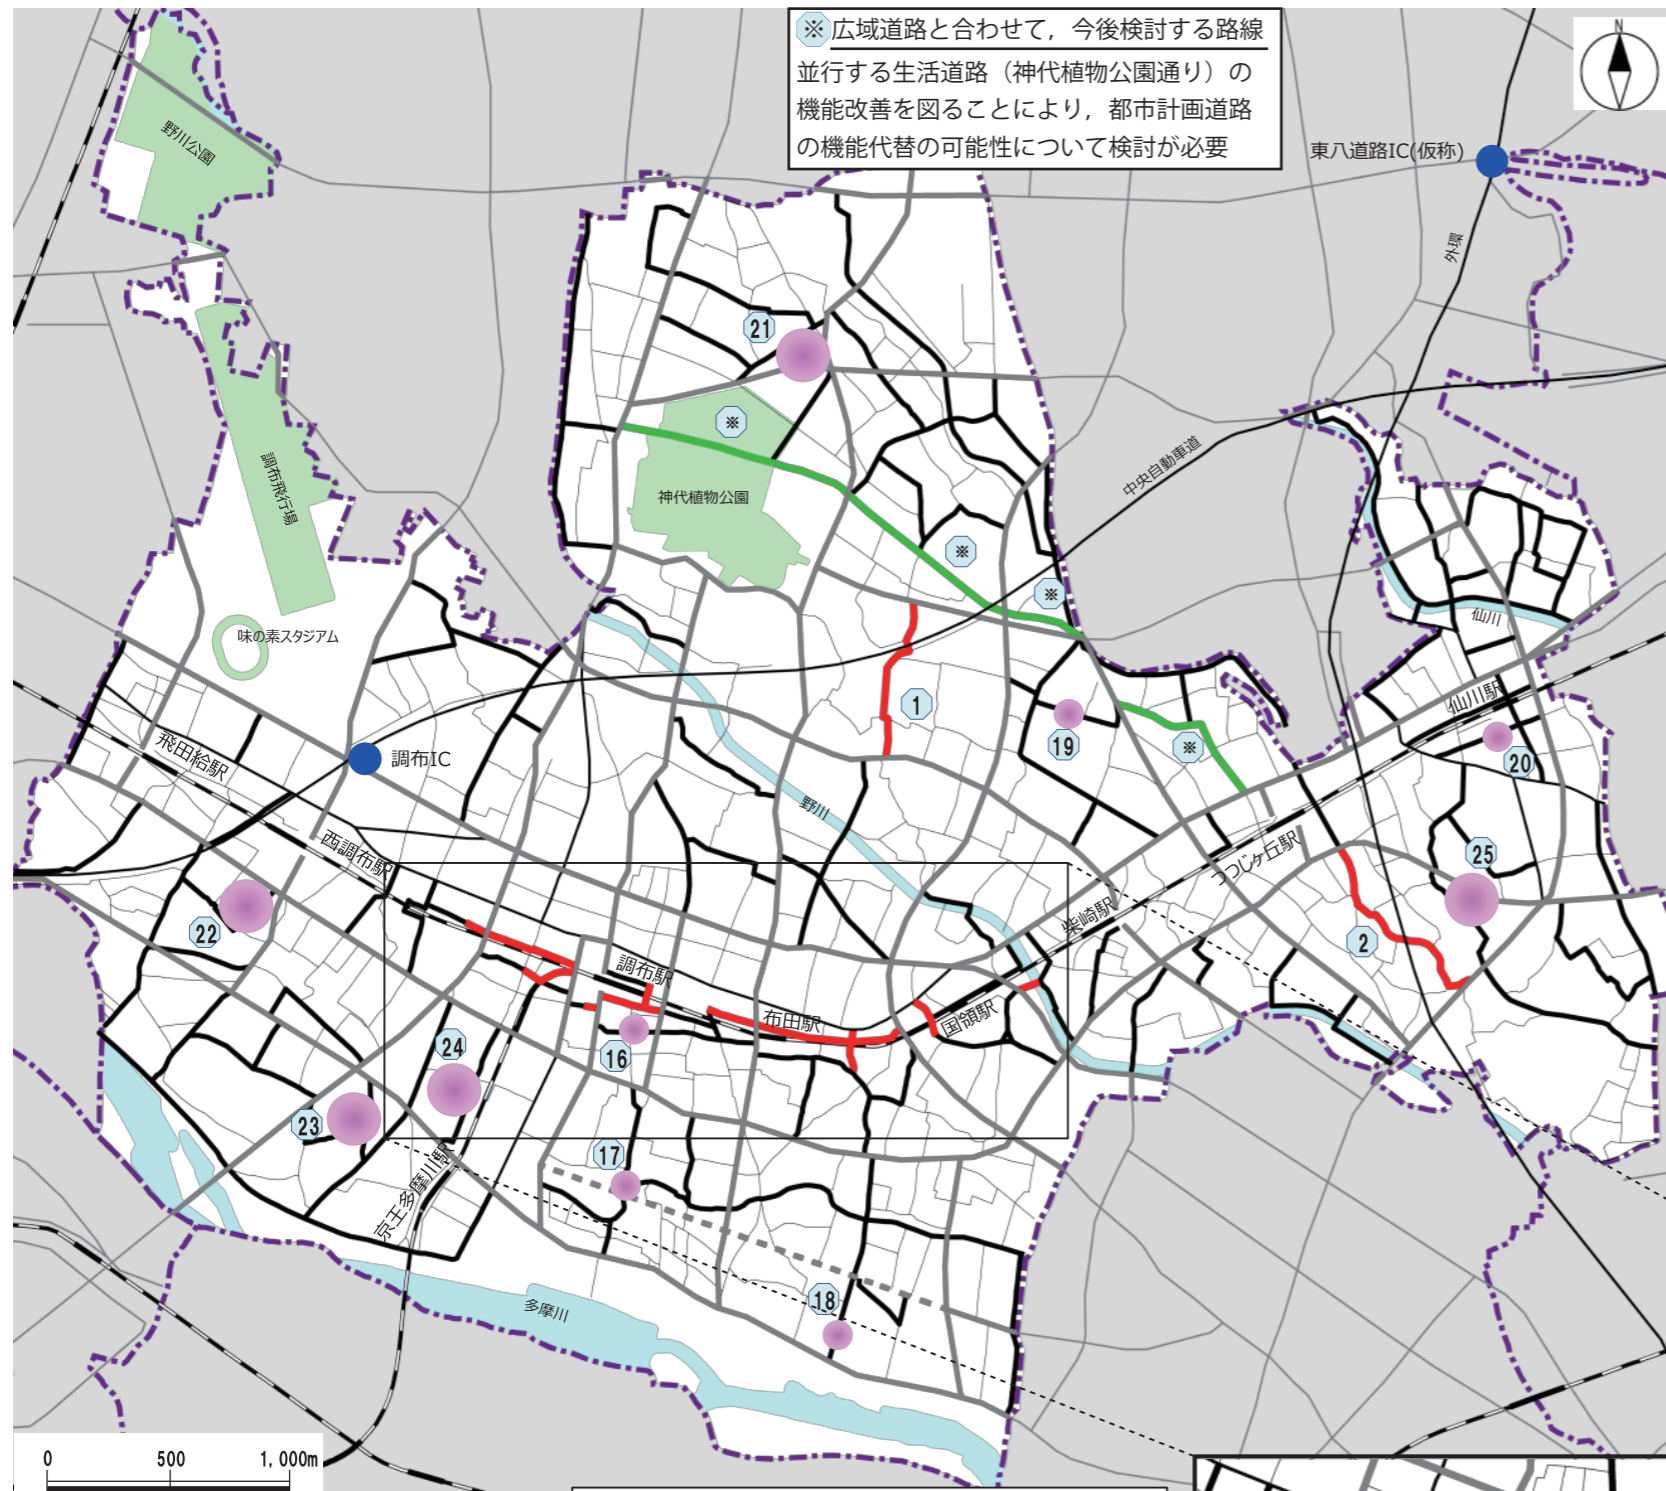 ※広域道路と合わせて，今後検討する路線
並行する生活道路（神代植物公園通り）の
機能改善を図ることにより，都市計画道路
の機能代替の可能性について検討が必要
N
東八道路IC(仮称)
野川公園
外環
21
※
中央自動車道
調布飛行場
神代植物公園
※
※
仙川
味の素スタジアム
仙川駅
1
19
※
20
飛田給駅
調布IC
野川
西調布駅
つつじヶ丘駅
25
22
柴崎駅
2
調布駅
布田駅
国領駅
24
16
23
17
京王多摩川駅
18
多摩川
0 500 1,000m